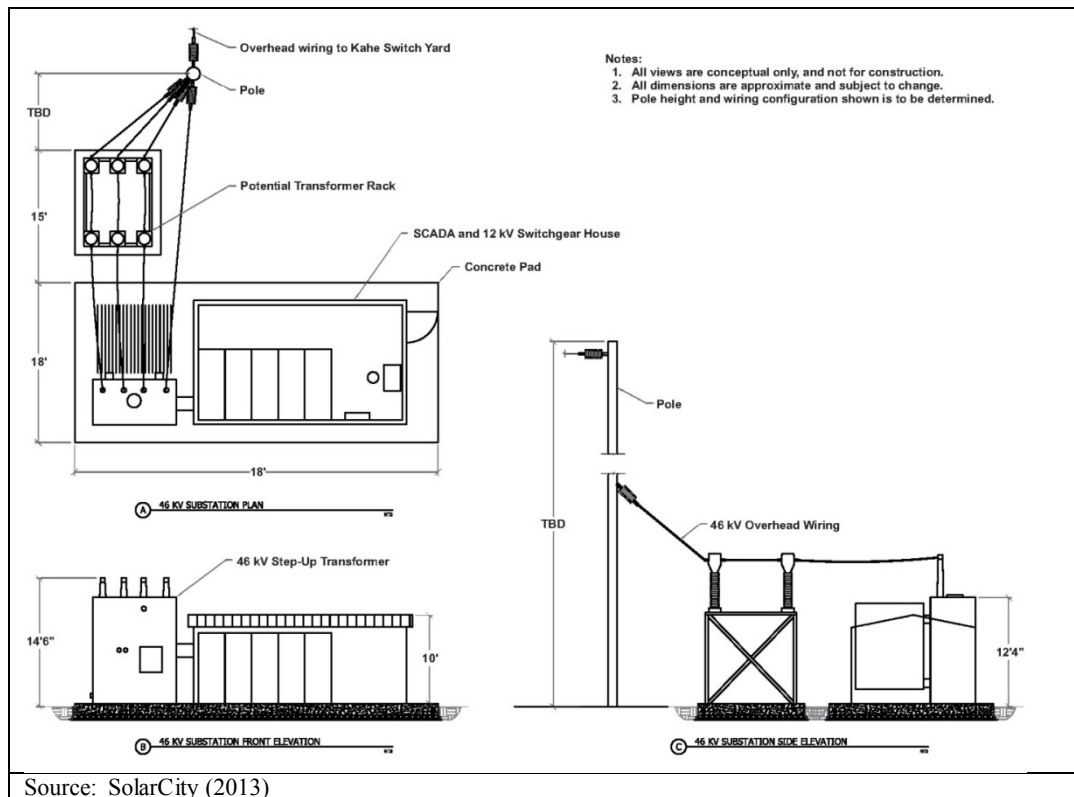 Overhead wiring to Kahe Switch Yard
Pole
TBD
Notes:
1. All views are conceptual only, and not for construction.
2. All dimensions are approximate and subject to change.
3. Pole height and wiring configuration shown is to be determined.
Potential Transformer Rack
15'
SCADA and 12 kV Switchgear House
Concrete Pad
18'
18'
A 46 KV SUBSTATION PLAN
NTS
46 kV Step-Up Transformer
14'6"
10'
B 46 KV SUBSTATION FRONT ELEVATION
NTS
Pole
TBD
46 kV Overhead Wiring
12'4"
C 46 KV SUBSTATION SIDE ELEVATION
NTS
Source: SolarCity (2013)